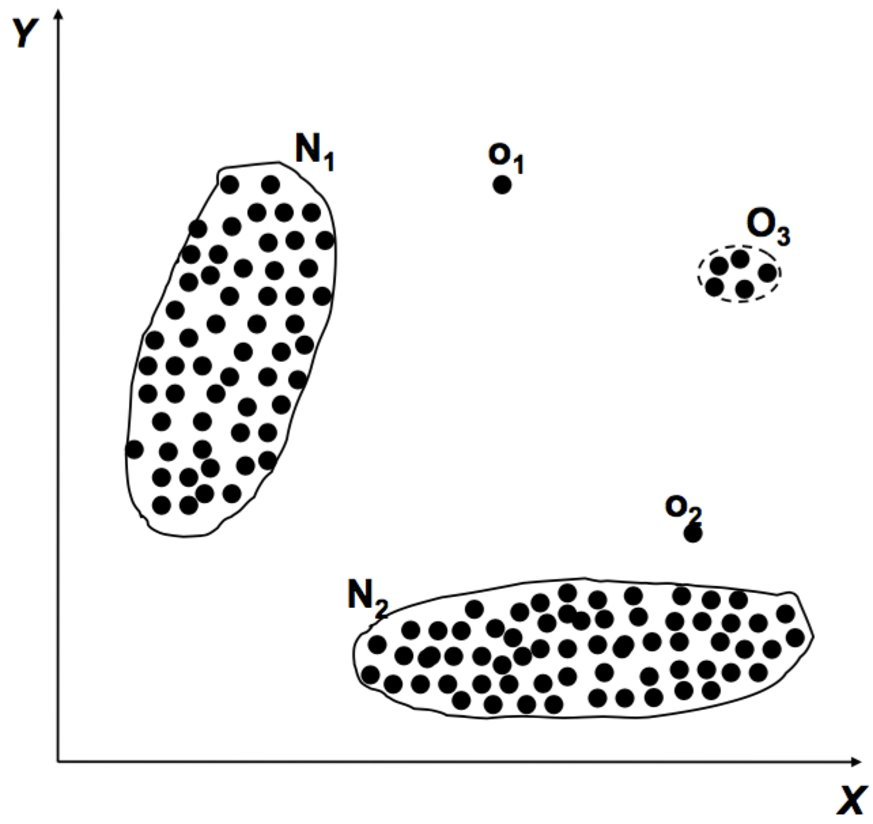 Y
N₁
o₁
O₃
o₂
N₂
X